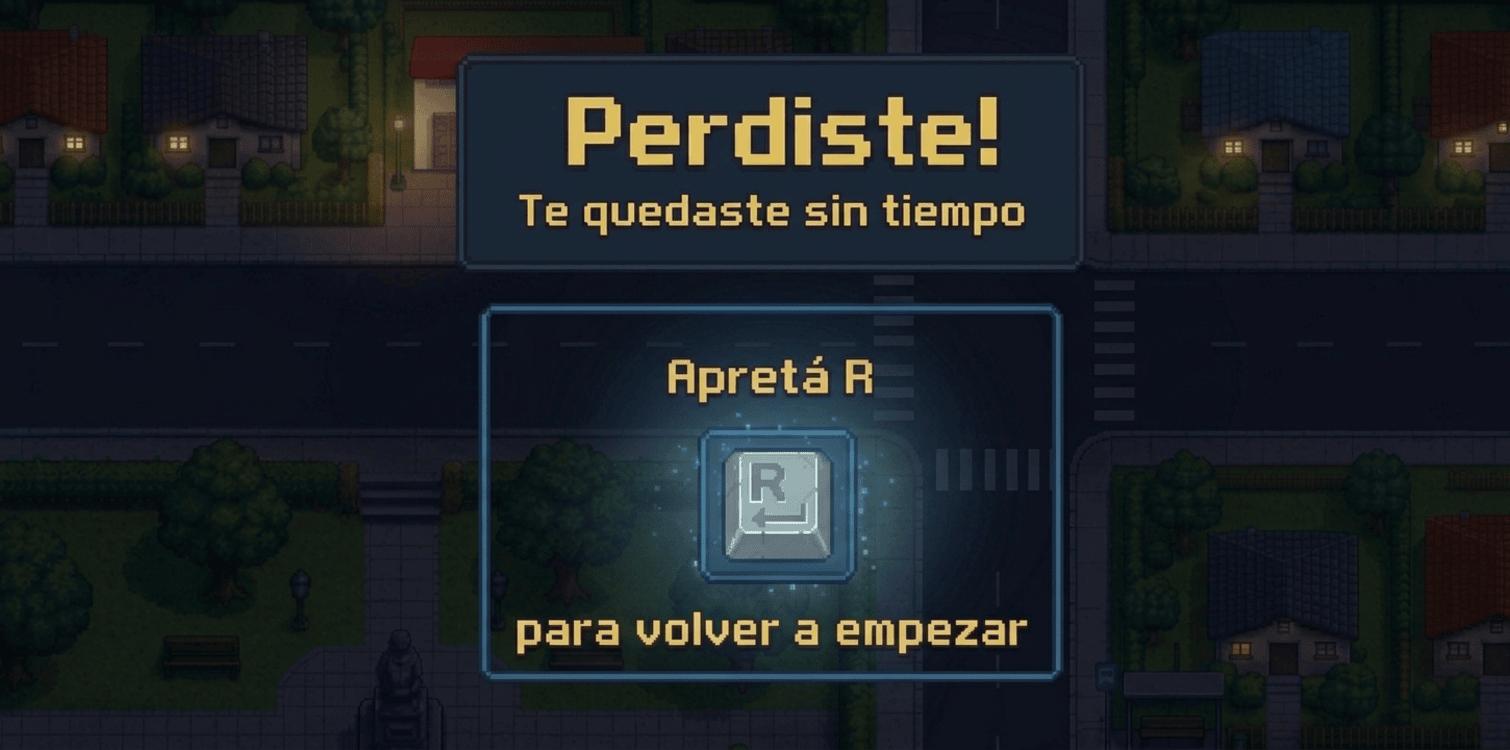 Perdiste!
Te quedaste sin tiempo
Apretá R
R
para volver a empezar